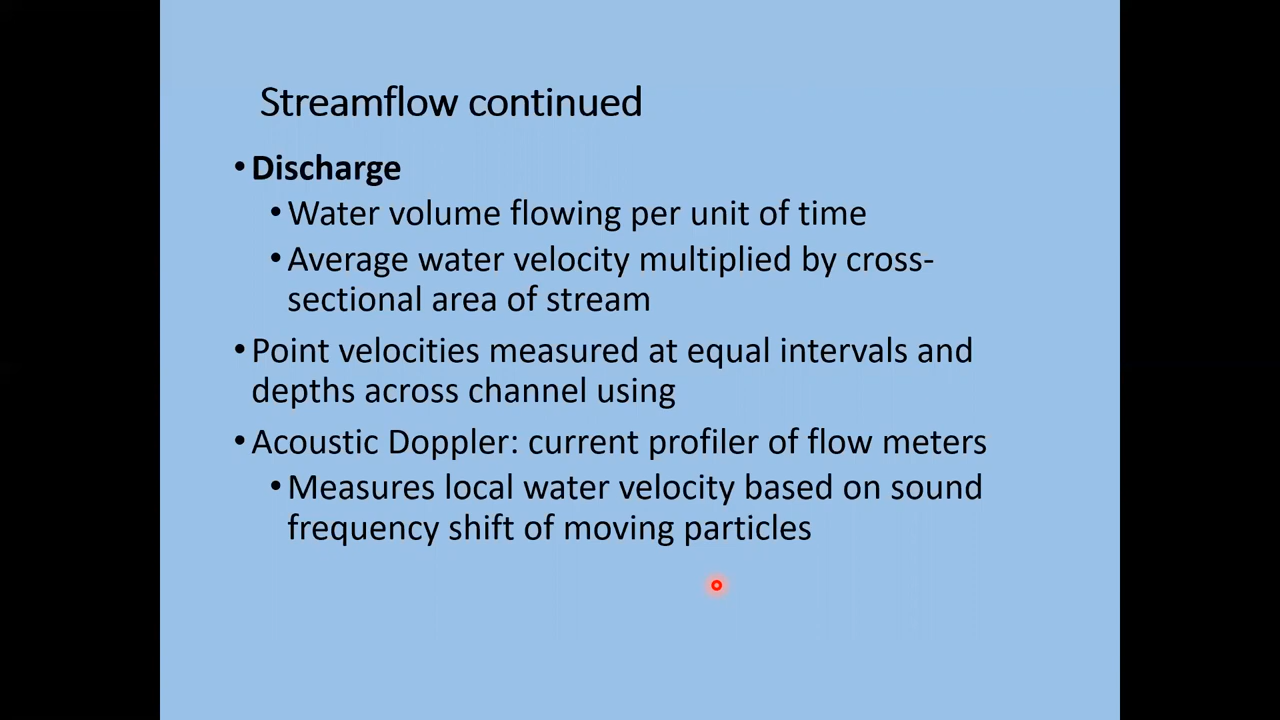 Streamflow continued
• Discharge
• Water volume flowing per unit of time
• Average water velocity multiplied by cross-
sectional area of stream
• Point velocities measured at equal intervals and
depths across channel using
• Acoustic Doppler: current profiler of flow meters
• Measures local water velocity based on sound
frequency shift of moving particles